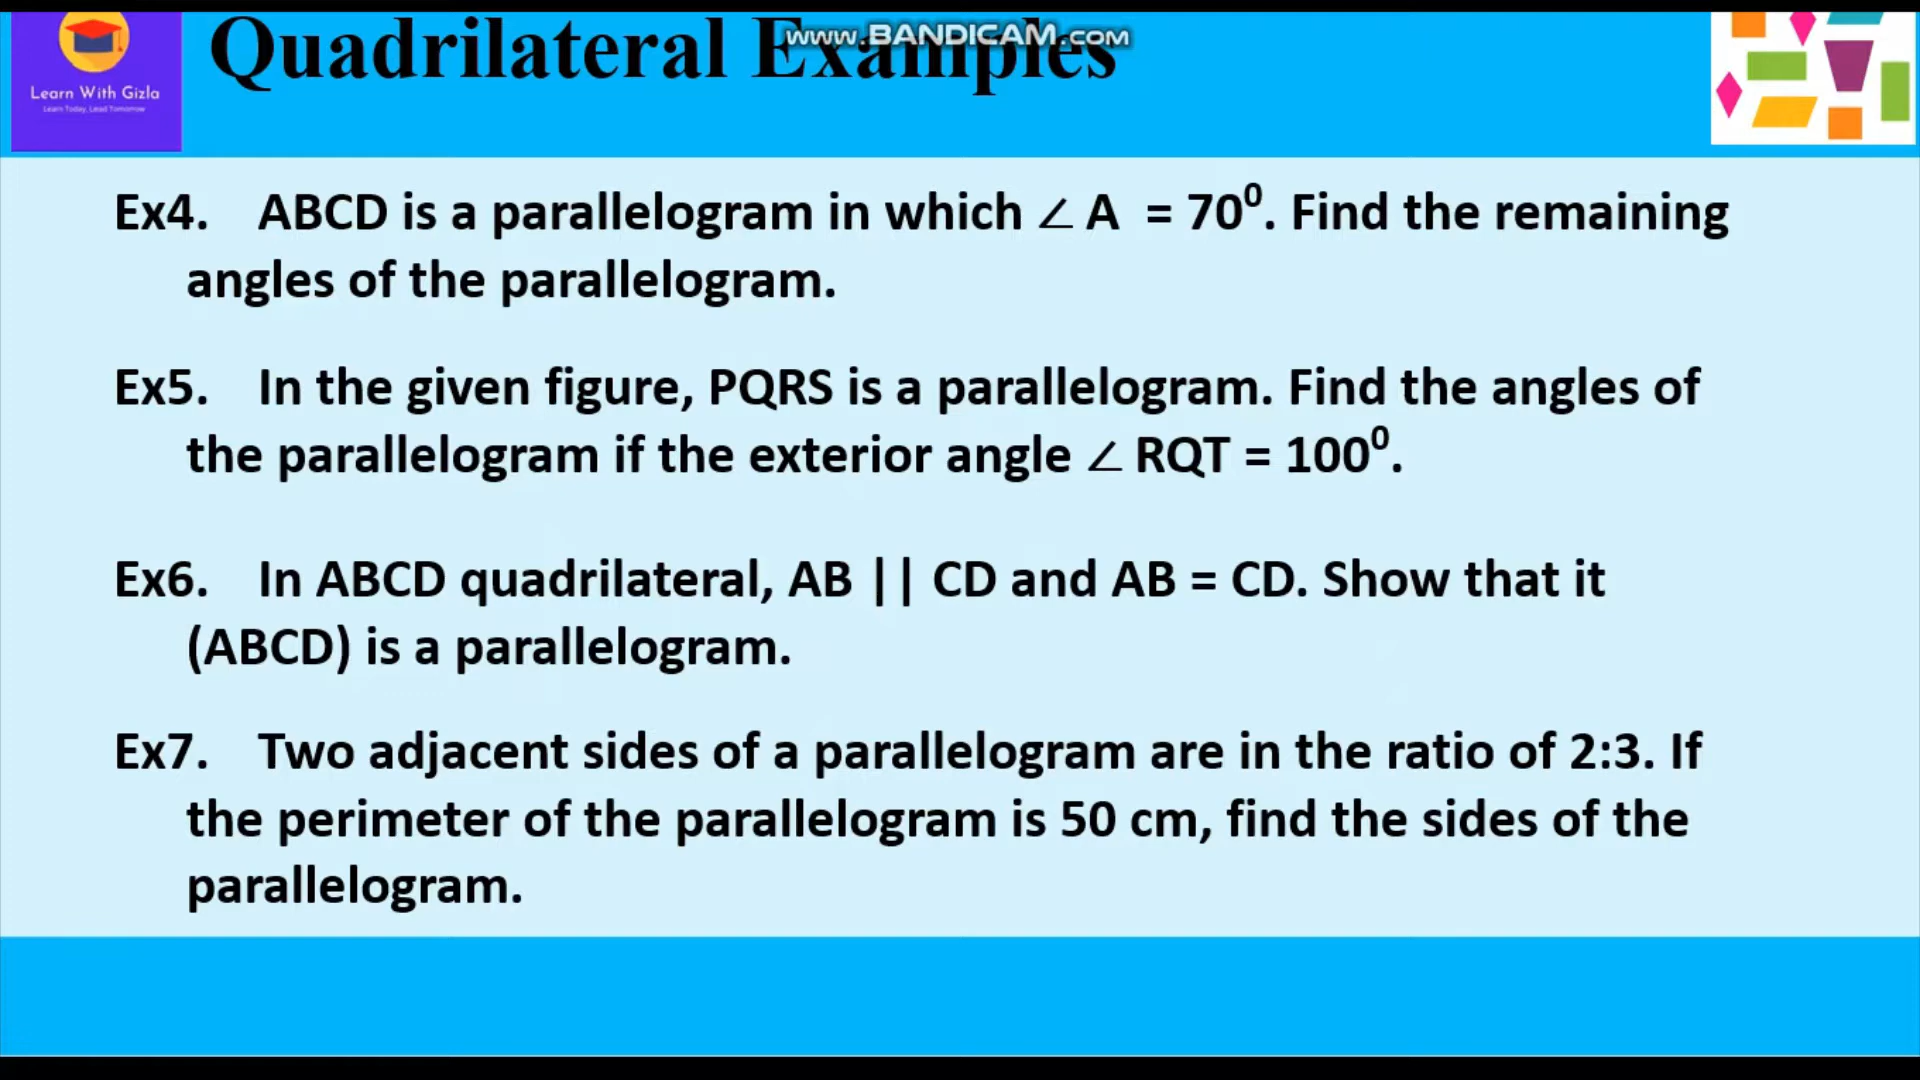 www.BANDICAM.com
Quadrilateral Examples
Learn With Gizla
Learn Today, Lead Tomorrow
Ex4. ABCD is a parallelogram in which ∠ A = 70⁰. Find the remaining
angles of the parallelogram.
Ex5. In the given figure, PQRS is a parallelogram. Find the angles of
the parallelogram if the exterior angle ∠ RQT = 100⁰.
Ex6. In ABCD quadrilateral, AB || CD and AB = CD. Show that it
(ABCD) is a parallelogram.
Ex7. Two adjacent sides of a parallelogram are in the ratio of 2:3. If
the perimeter of the parallelogram is 50 cm, find the sides of the
parallelogram.